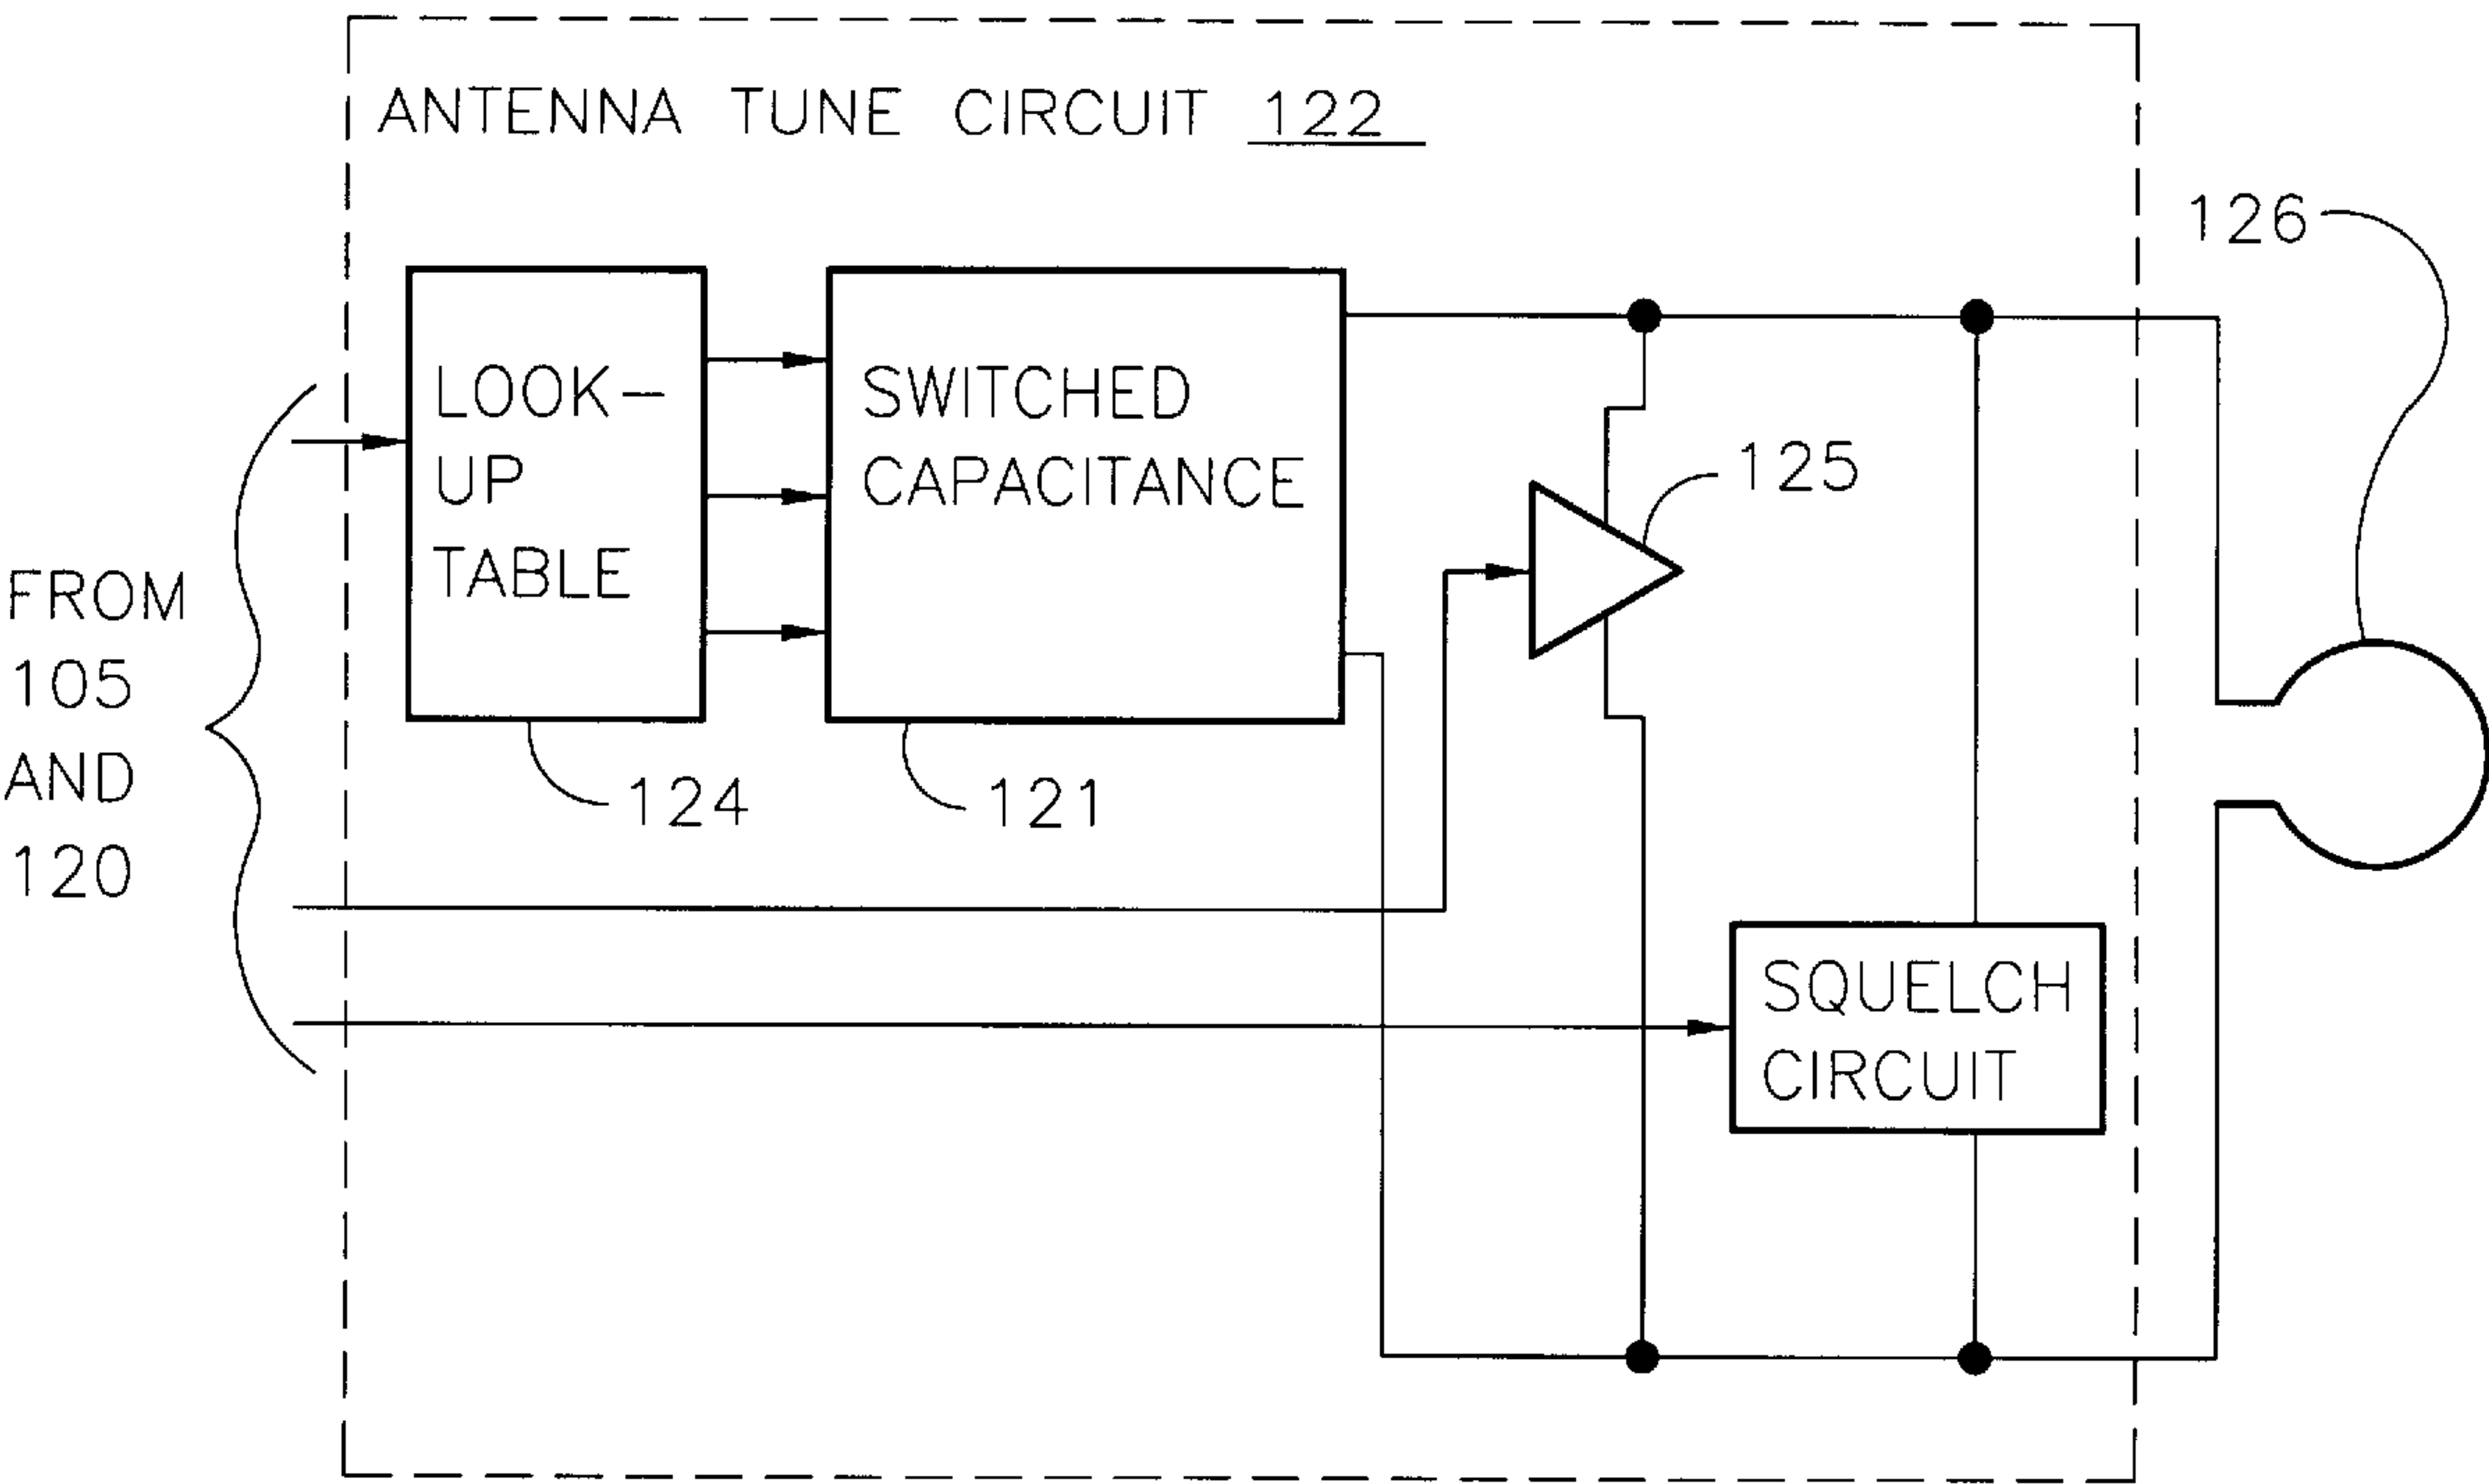 ANTENNA TUNE CIRCUIT 122
126
LOOK-
UP
TABLE
SWITCHED
CAPACITANCE
125
FROM
105
AND
120
124
121
SQUELCH
CIRCUIT